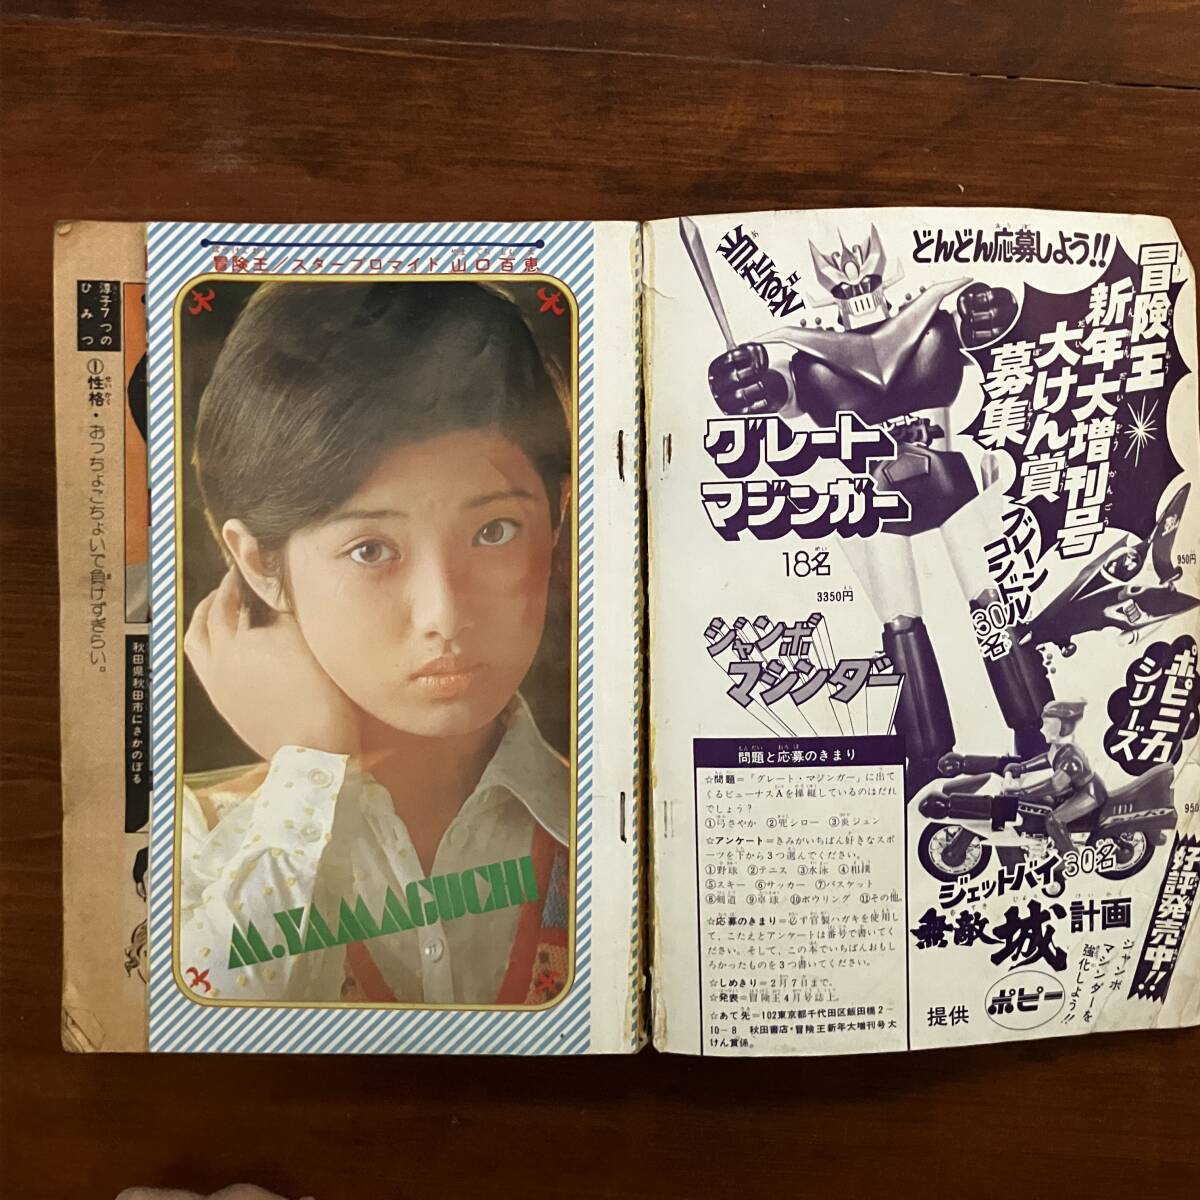 淳子7つの
ひみつ
①性格・おっちょこちょいで負けずぎらい。
秋田県秋田市にさかのぼる
冒険王/スターブロマイド 山口百恵
M.YAMAGUCHI
どんどん応募しよう!!
冒険王
新年大増刊号
大けん賞
募集
グレート
マジンガー
18名
3350円
ジャンボ
マシンダー
ブレーン
コンドル
30名
950円
ポピニカ
シリーズ
950
ジェットバイ 30名
無敵城計画
ジャンボ
マシンダーを
強化しよう!!
好評発売中!!
提供 ポピー
問題と応募のきまり
☆問題=「グレート・マジンガー」に出て
くるビューナスAを操縦しているのはだれ
でしょう?
①弓さやか ②兜シロー ③炎ジュン
☆アンケート=きみがいちばん好きなスポ
ーツを下から3つ選んでください。
①野球 ②テニス ③水泳 ④相撲
⑤スキー ⑥サッカー ⑦バスケット
⑧剣道 ⑨卓球 ⑩ボウリング ⑪その他
☆応募のきまり=必ず官製ハガキを使用し
て、こたえとアンケートは番号で書いてく
ださい。そして、この本でいちばんおもし
ろかったものを3つ書いてください。
☆しめきり=2月7日まで。
☆発表=冒険王4月号誌上。
☆あて先=102東京都千代田区飯田橋2-
10-8 秋田書店・冒険王新年大増刊号大
けん賞係。